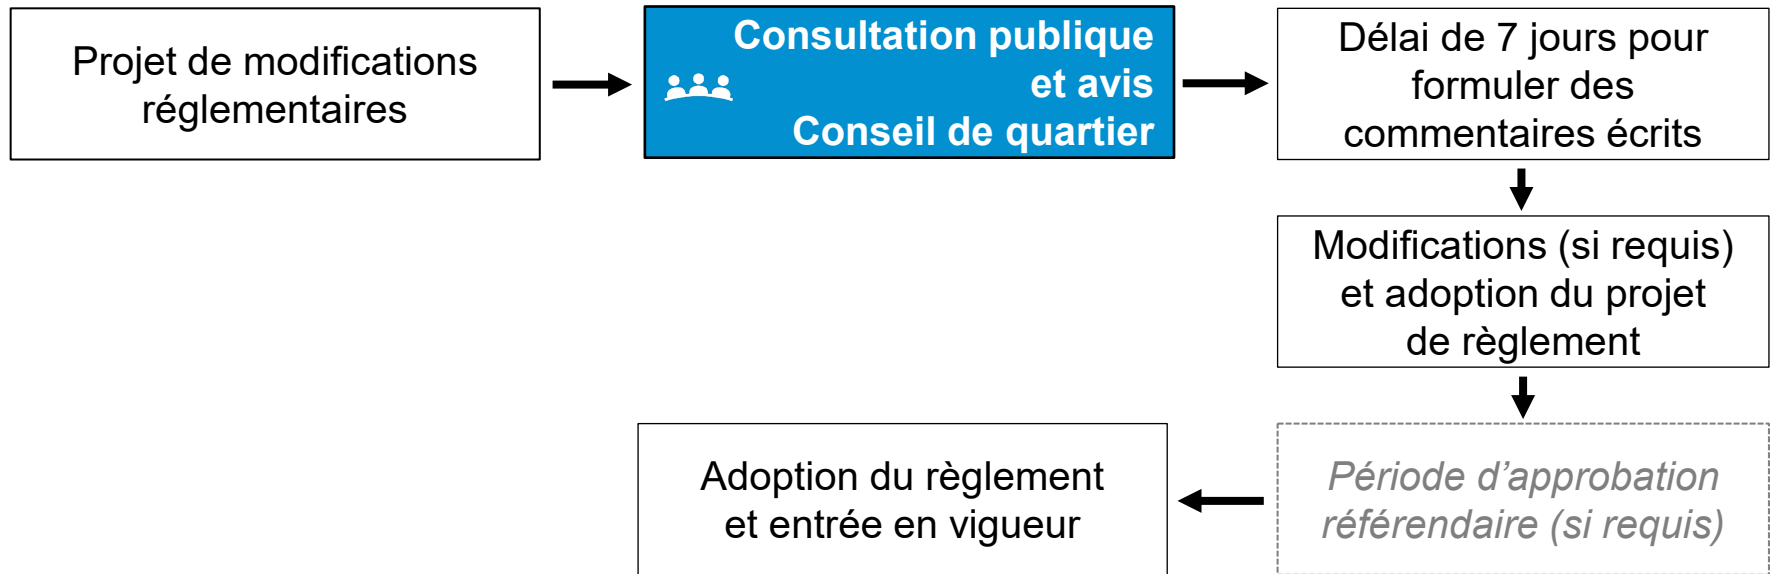 Projet de modifications
réglementaires
Consultation publique
et avis
Conseil de quartier
Délai de 7 jours pour
formuler des
commentaires écrits
Modifications (si requis)
et adoption du projet
de règlement
Période d’approbation
référendaire (si requis)
Adoption du règlement
et entrée en vigueur